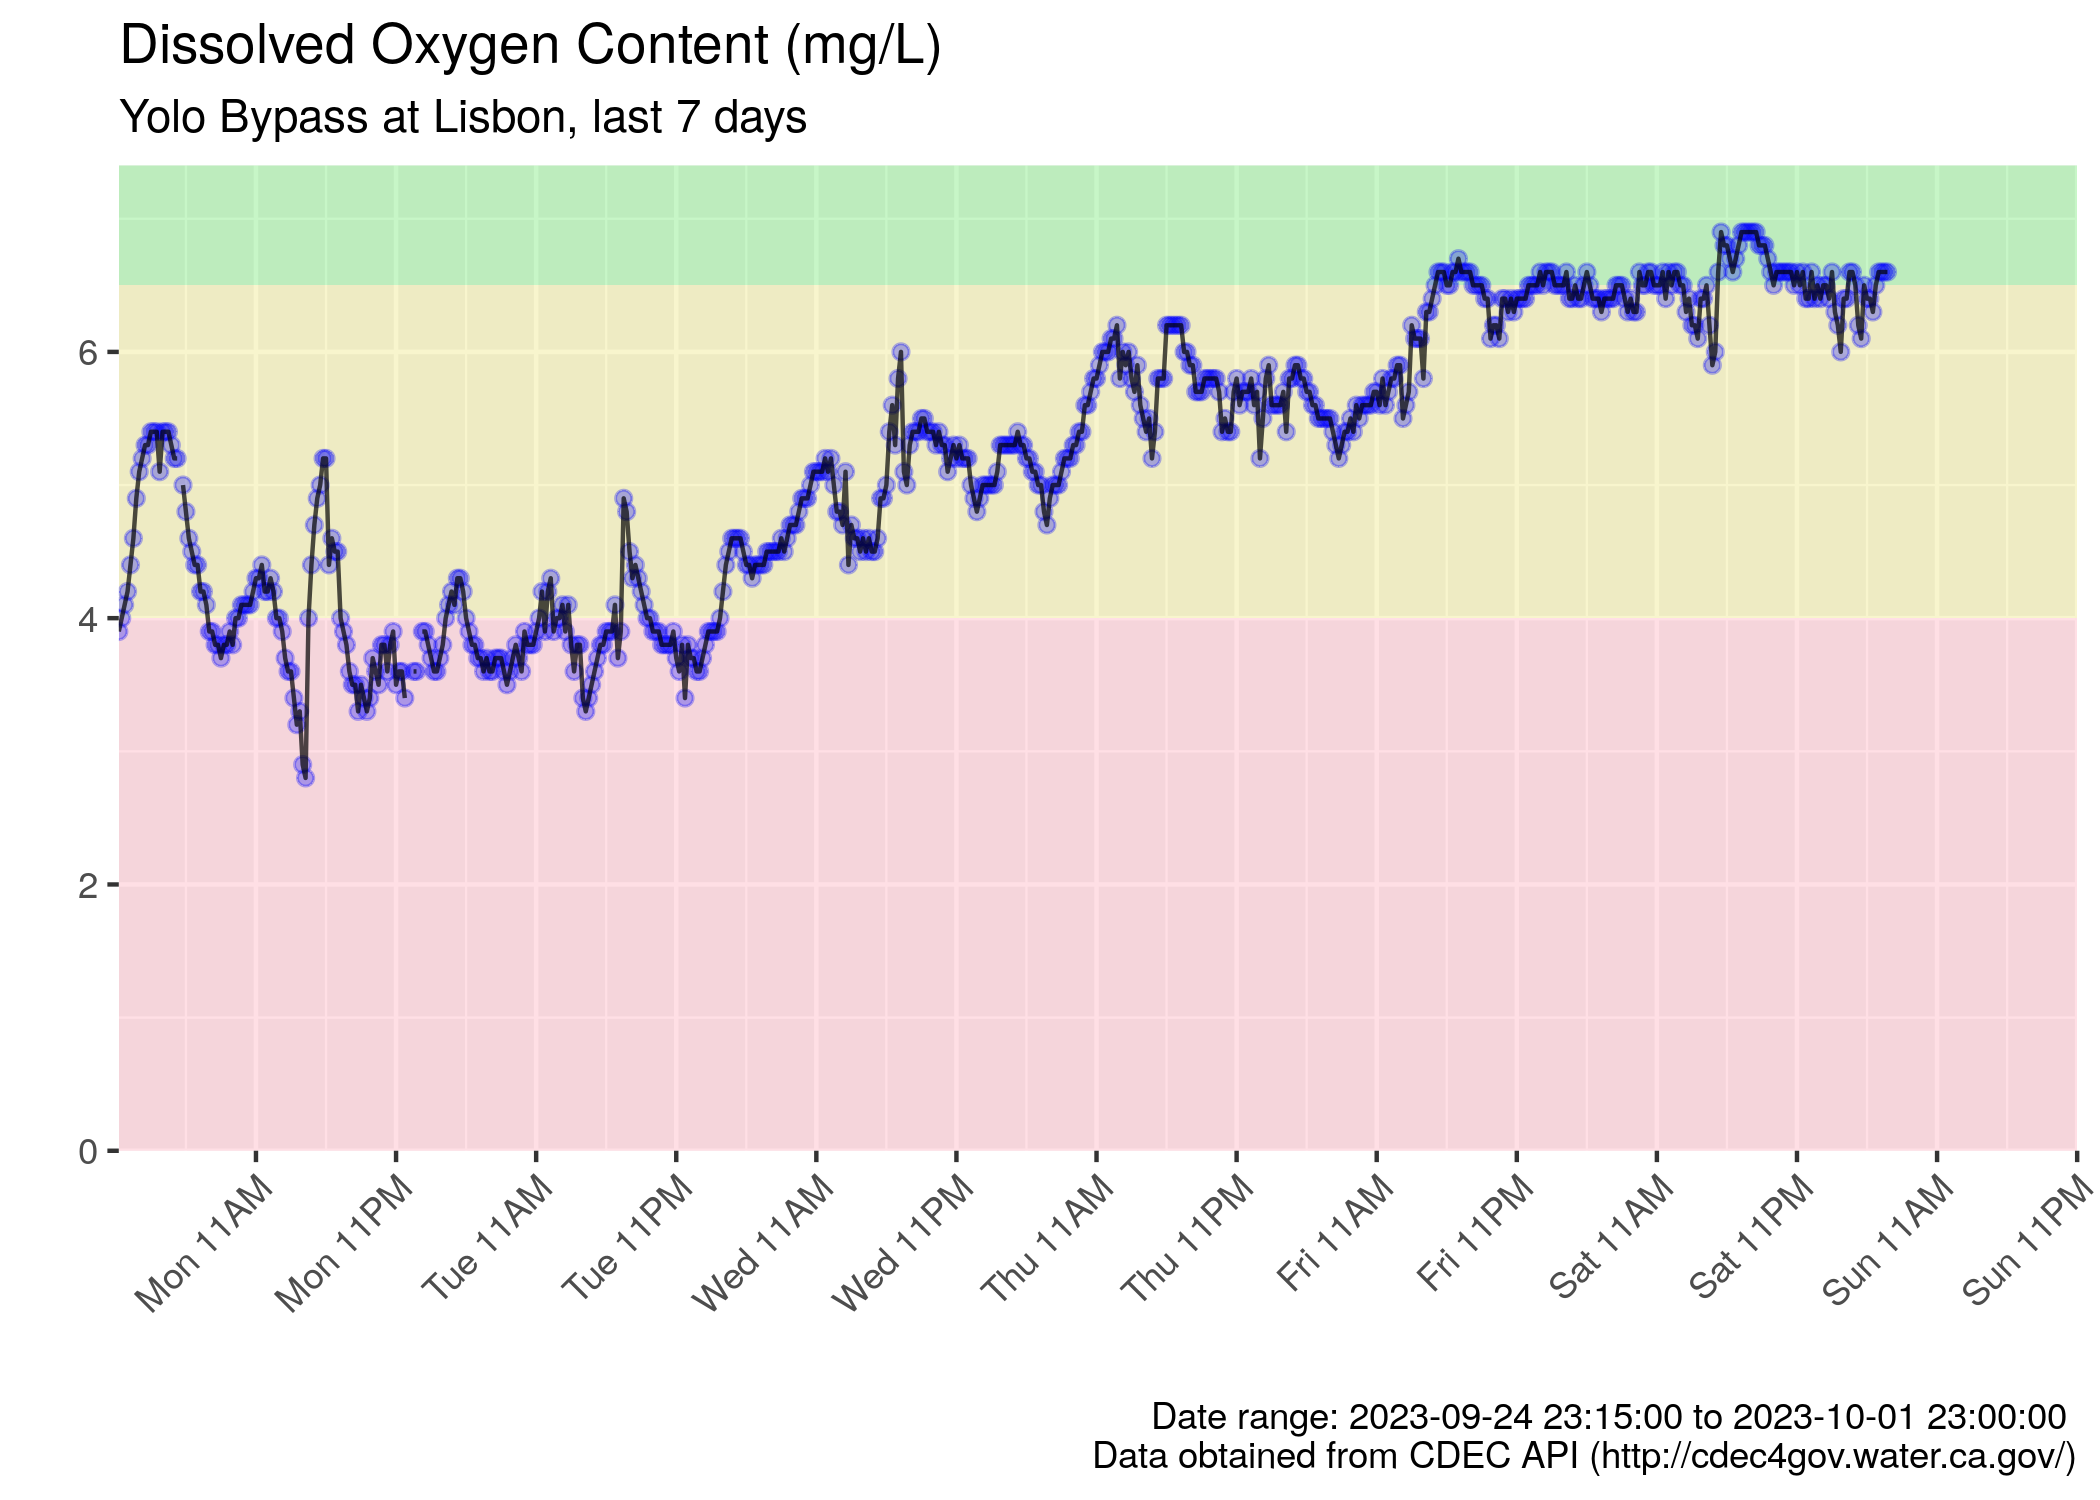 Dissolved Oxygen Content (mg/L)
Yolo Bypass at Lisbon, last 7 days
6
4
2
0
Mon 11AM
Mon 11PM
Tue 11AM
Tue 11PM
Wed 11AM
Wed 11PM
Thu 11AM
Thu 11PM
Fri 11AM
Fri 11PM
Sat 11AM
Sat 11PM
Sun 11AM
Sun 11PM
Date range: 2023-09-24 23:15:00 to 2023-10-01 23:00:00
Data obtained from CDEC API (http://cdec4gov.water.ca.gov/)